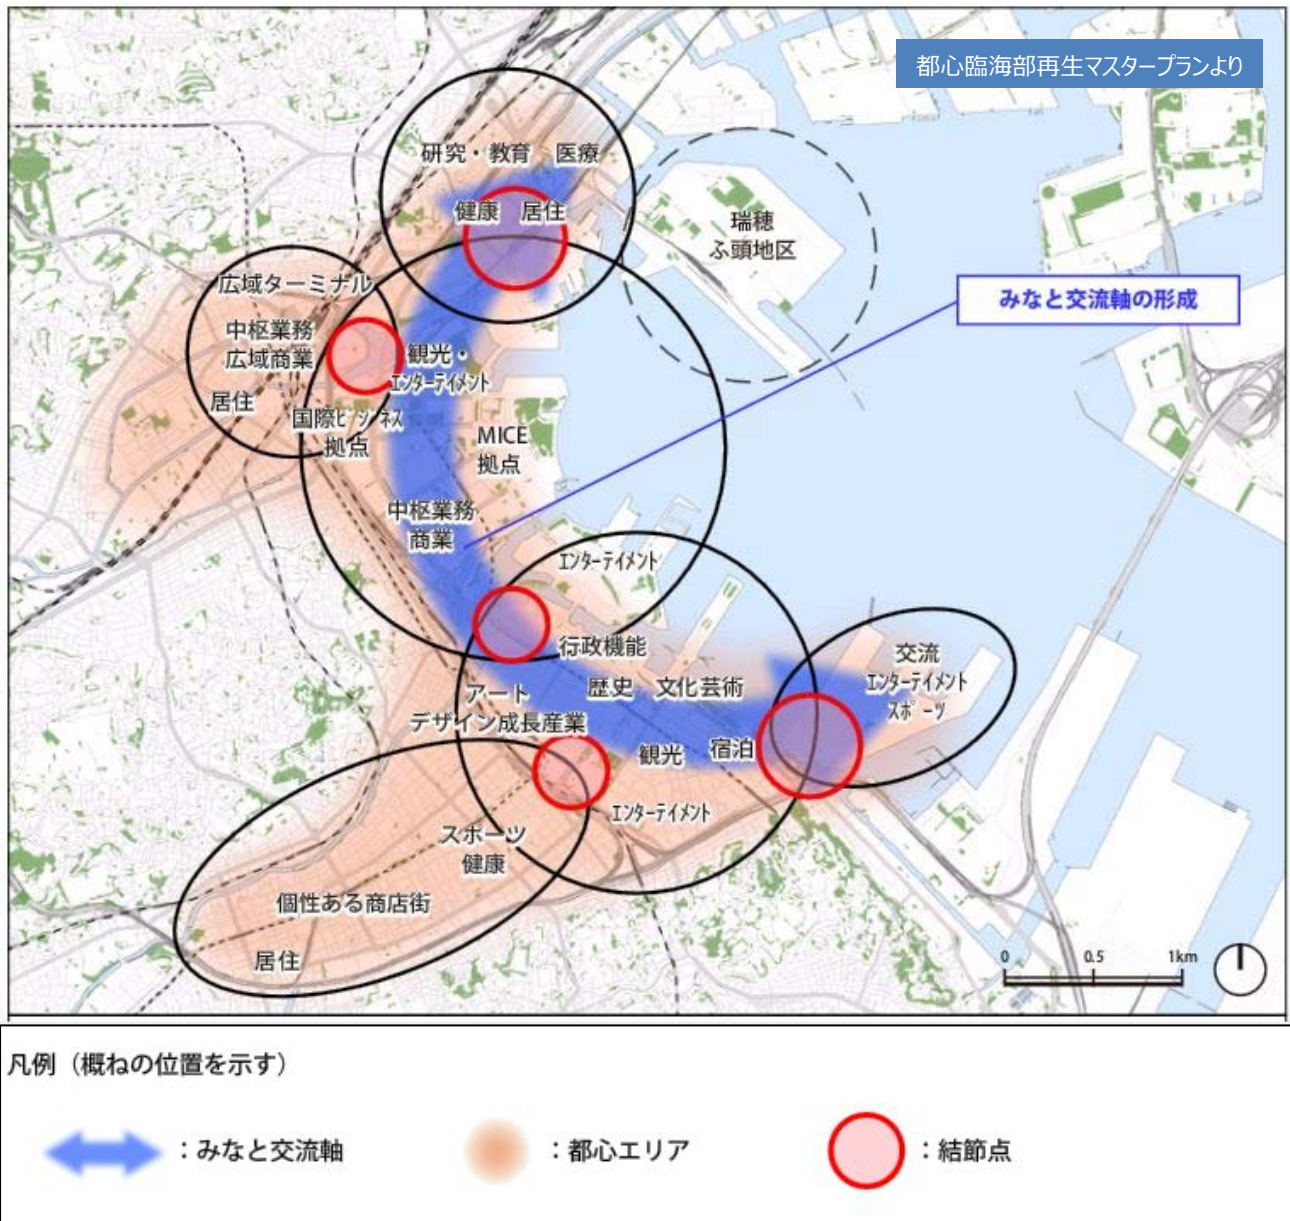 都心臨海部再生マスタープランより
研究・教育 医療
健康 居住
瑞穂
ふ頭地区
広域ターミナル
みなと交流軸の形成
中枢業務
広域商業
観光・
エンターテイメント
居住
国際ビジネス
拠点
MICE
拠点
中枢業務
商業
エンターテイメント
行政機能
交流
エンターテイメント
スポーツ
歴史 文化芸術
アート
デザイン成長産業
観光 宿泊
エンターテイメント
スポーツ
健康
個性ある商店街
居住
0 0.5 1km
凡例（概ねの位置を示す）
：みなと交流軸 ：都心エリア ：結節点